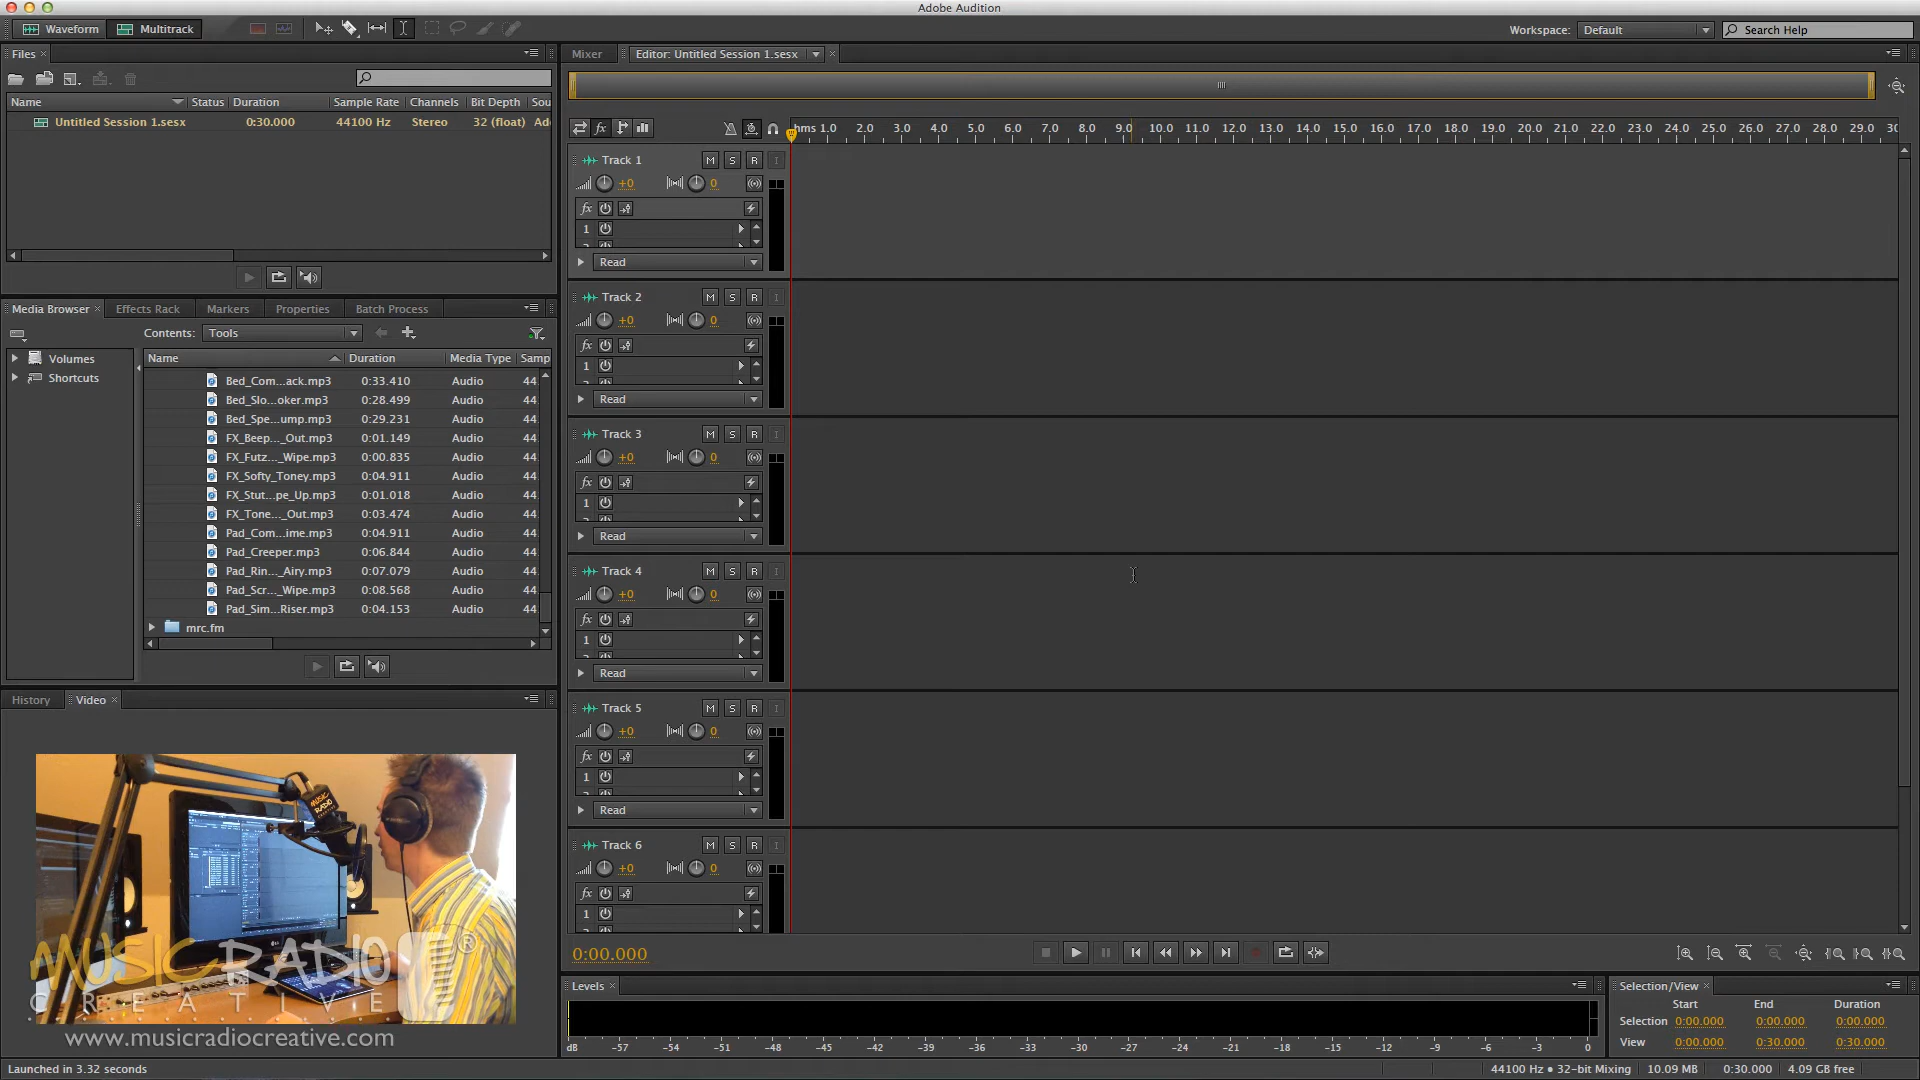 Adobe Audition
Waveform Multitrack Workspace: Default Search Help
Files
Name Status Duration Sample Rate Channels Bit Depth Sou
Untitled Session 1.sesx 0:30.000 44100 Hz Stereo 32 (float) Ad
Media Browser Effects Rack Markers Properties Batch Process
Contents: Tools
Volumes
Shortcuts
Name Duration Media Type Samp
Bed_Com...ack.mp3 0:33.410 Audio 44
Bed_Slo...oker.mp3 0:28.499 Audio 44
Bed_Spe...ump.mp3 0:29.231 Audio 44
FX_Beep..._Out.mp3 0:01.149 Audio 44
FX_Futz..._Wipe.mp3 0:00.835 Audio 44
FX_Softy_Toney.mp3 0:04.911 Audio 44
FX_Stut...pe_Up.mp3 0:01.018 Audio 44
FX_Tone..._Out.mp3 0:03.474 Audio 44
Pad_Com...ime.mp3 0:04.911 Audio 44
Pad_Creeper.mp3 0:06.844 Audio 44
Pad_Rin..._Airy.mp3 0:07.079 Audio 44
Pad_Scr..._Wipe.mp3 0:08.568 Audio 44
Pad_Sim...Riser.mp3 0:04.153 Audio 44
mrc.fm
History Video
MUSIC RADIO
MUSIC RADIO ®
CREATIVE
www.musicradiocreative.com
Mixer Editor: Untitled Session 1.sesx
fx hms 1.0 2.0 3.0 4.0 5.0 6.0 7.0 8.0 9.0 10.0 11.0 12.0 13.0 14.0 15.0 16.0 17.0 18.0 19.0 20.0 21.0 22.0 23.0 24.0 25.0 26.0 27.0 28.0 29.0 30
Track 1 M S R I
+0 0
fx
1
Read
Track 2 M S R I
+0 0
fx
1
Read
Track 3 M S R I
+0 0
fx
1
Read
Track 4 M S R I
+0 0
fx
1
Read
Track 5 M S R I
+0 0
fx
1
Read
Track 6 M S R I
+0 0
fx
1
0:00.000
Levels
dB -57 -54 -51 -48 -45 -42 -39 -36 -33 -30 -27 -24 -21 -18 -15 -12 -9 -6 -3 0
Selection/View
Start End Duration
Selection 0:00.000 0:00.000 0:00.000
View 0:00.000 0:30.000 0:30.000
Launched in 3.32 seconds 44100 Hz • 32-bit Mixing 10.09 MB 0:30.000 4.09 GB free